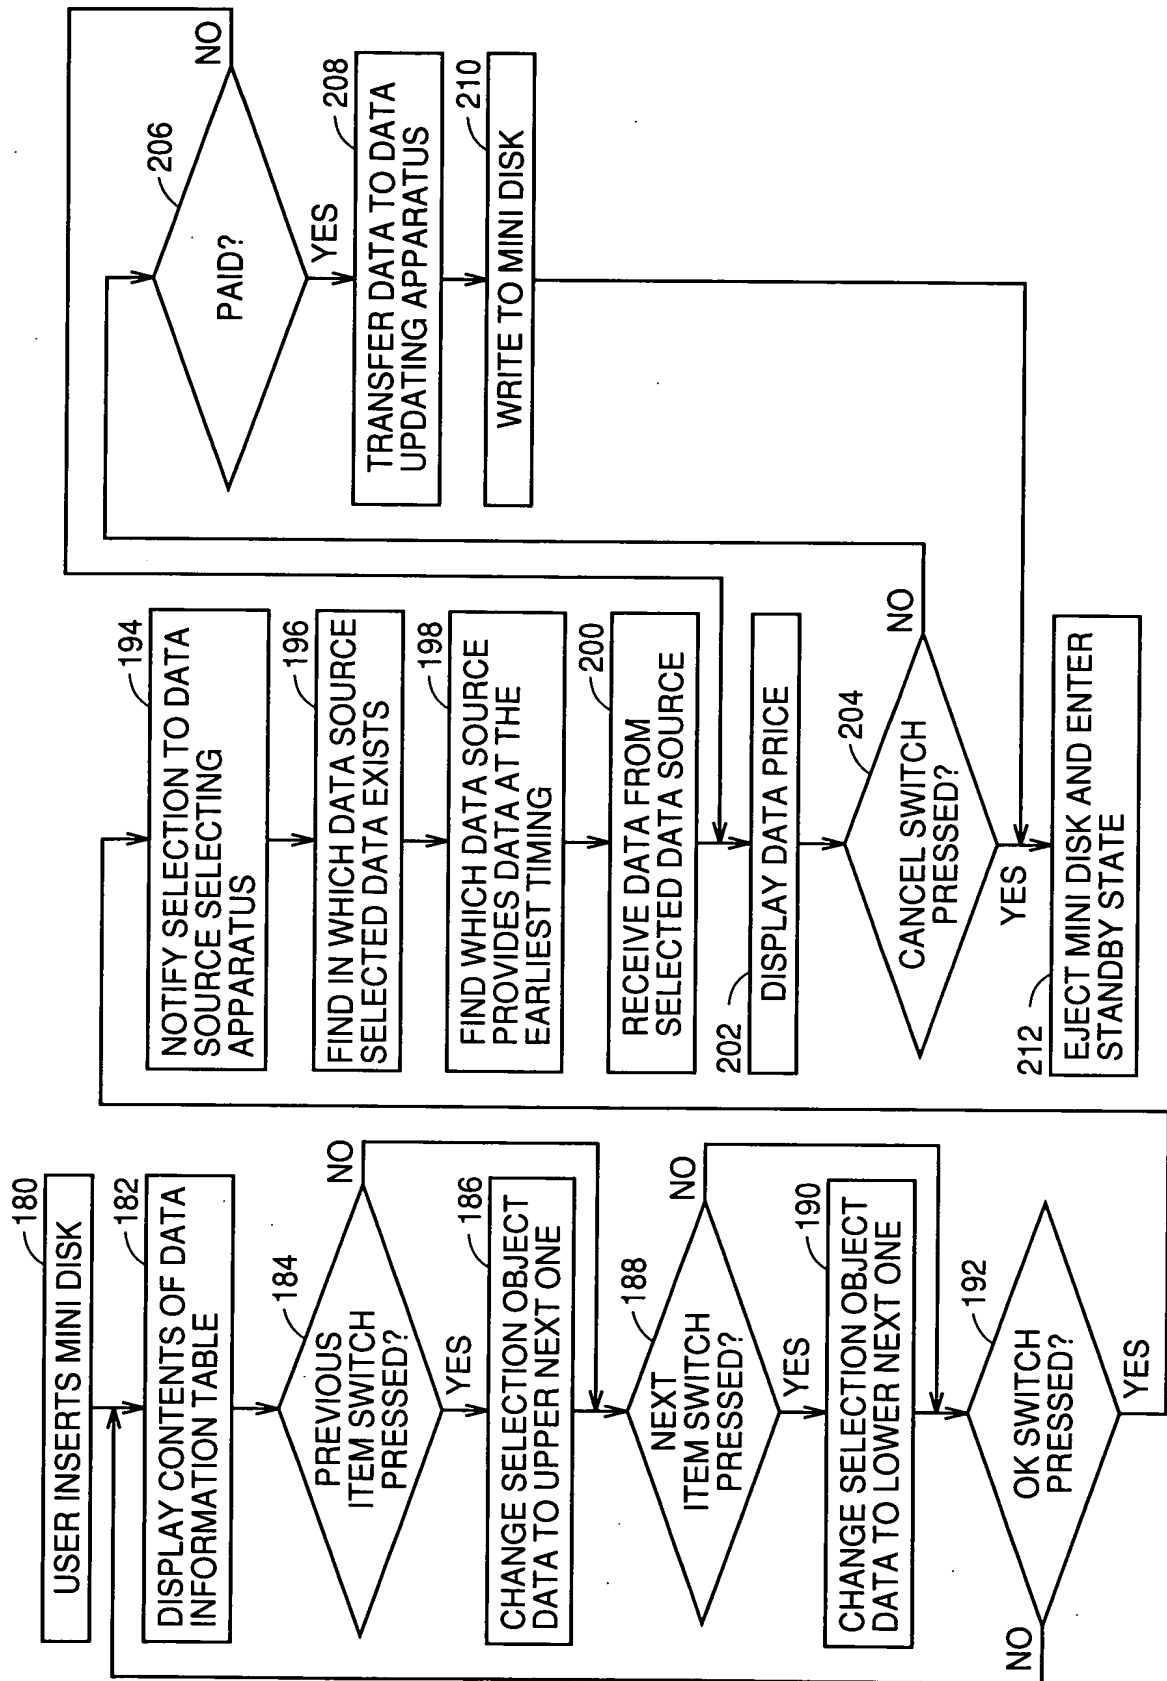 180
USER INSERTS MINI DISK
182
DISPLAY CONTENTS OF DATA
INFORMATION TABLE
184
PREVIOUS
ITEM SWITCH
PRESSED?
NO
YES
186
CHANGE SELECTION OBJECT
DATA TO UPPER NEXT ONE
188
NEXT
ITEM SWITCH
PRESSED?
NO
YES
190
CHANGE SELECTION OBJECT
DATA TO LOWER NEXT ONE
192
OK SWITCH
PRESSED?
NO
YES
194
NOTIFY SELECTION TO DATA
SOURCE SELECTING
APPARATUS
196
FIND IN WHICH DATA SOURCE
SELECTED DATA EXISTS
198
FIND WHICH DATA SOURCE
PROVIDES DATA AT THE
EARLIEST TIMING
200
RECEIVE DATA FROM
SELECTED DATA SOURCE
202
DISPLAY DATA PRICE
204
CANCEL SWITCH
PRESSED?
NO
YES
212
EJECT MINI DISK AND ENTER
STANDBY STATE
206
PAID?
NO
YES
208
TRANSFER DATA TO DATA
UPDATING APPARATUS
210
WRITE TO MINI DISK